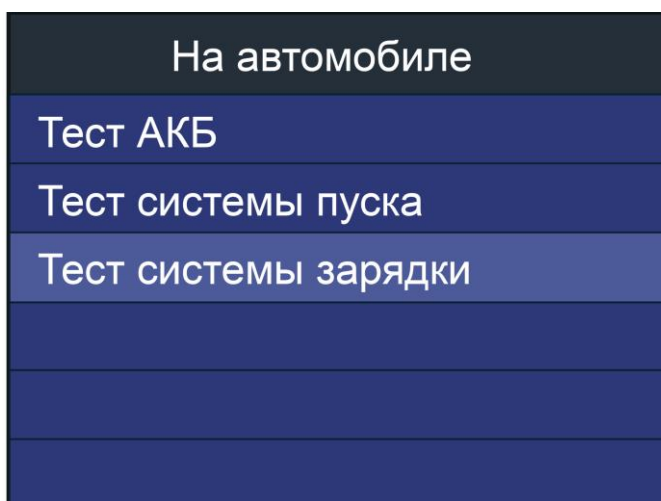 На автомобиле
Тест АКБ
Тест системы пуска
Тест системы зарядки